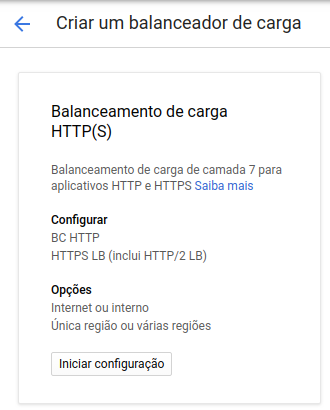 Criar um balanceador de carga
Balanceamento de carga
HTTP(S)
Balanceamento de carga de camada 7 para
aplicativos HTTP e HTTPS Saiba mais
Configurar
BC HTTP
HTTPS LB (inclui HTTP/2 LB)
Opções
Internet ou interno
Única região ou várias regiões
Iniciar configuração